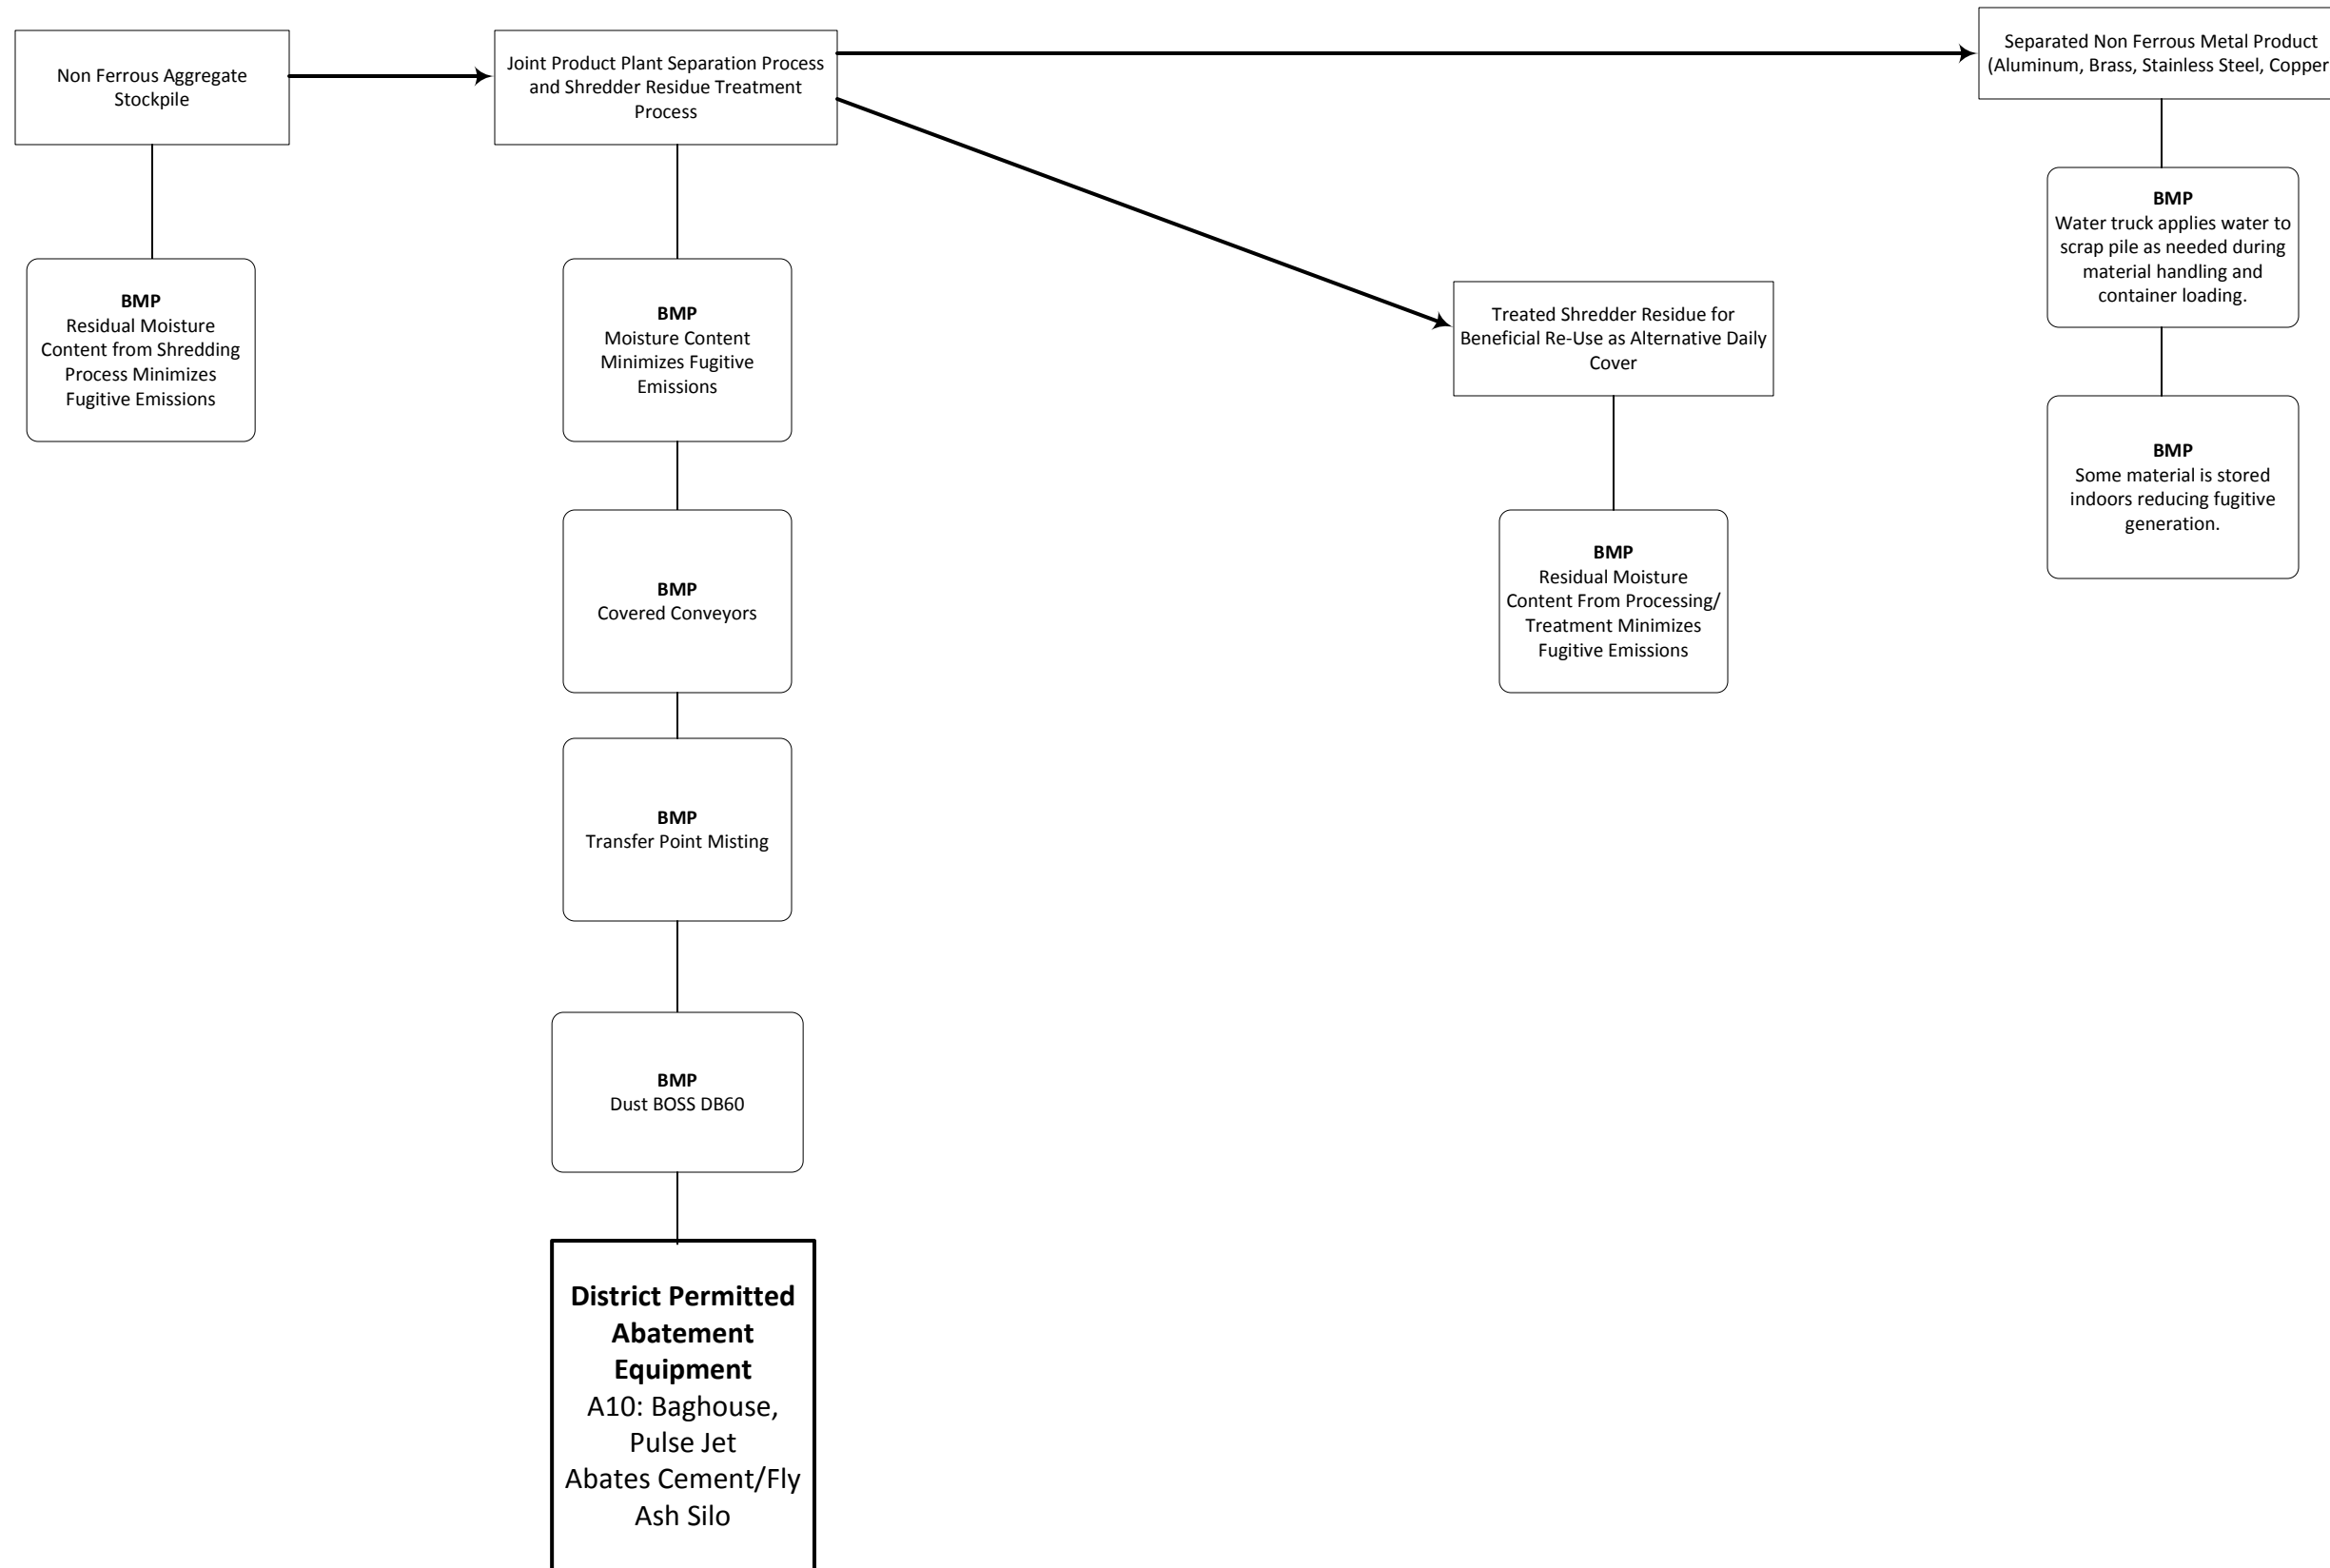 Non Ferrous Aggregate
Stockpile
Joint Product Plant Separation Process
and Shredder Residue Treatment
Process
Separated Non Ferrous Metal Product
(Aluminum, Brass, Stainless Steel, Copper
BMP
Residual Moisture
Content from Shredding
Process Minimizes
Fugitive Emissions
BMP
Moisture Content
Minimizes Fugitive
Emissions
BMP
Covered Conveyors
BMP
Transfer Point Misting
BMP
Dust BOSS DB60
District Permitted
Abatement
Equipment
A10: Baghouse,
Pulse Jet
Abates Cement/Fly
Ash Silo
Treated Shredder Residue for
Beneficial Re-Use as Alternative Daily
Cover
BMP
Residual Moisture
Content From Processing/
Treatment Minimizes
Fugitive Emissions
BMP
Water truck applies water to
scrap pile as needed during
material handling and
container loading.
BMP
Some material is stored
indoors reducing fugitive
generation.